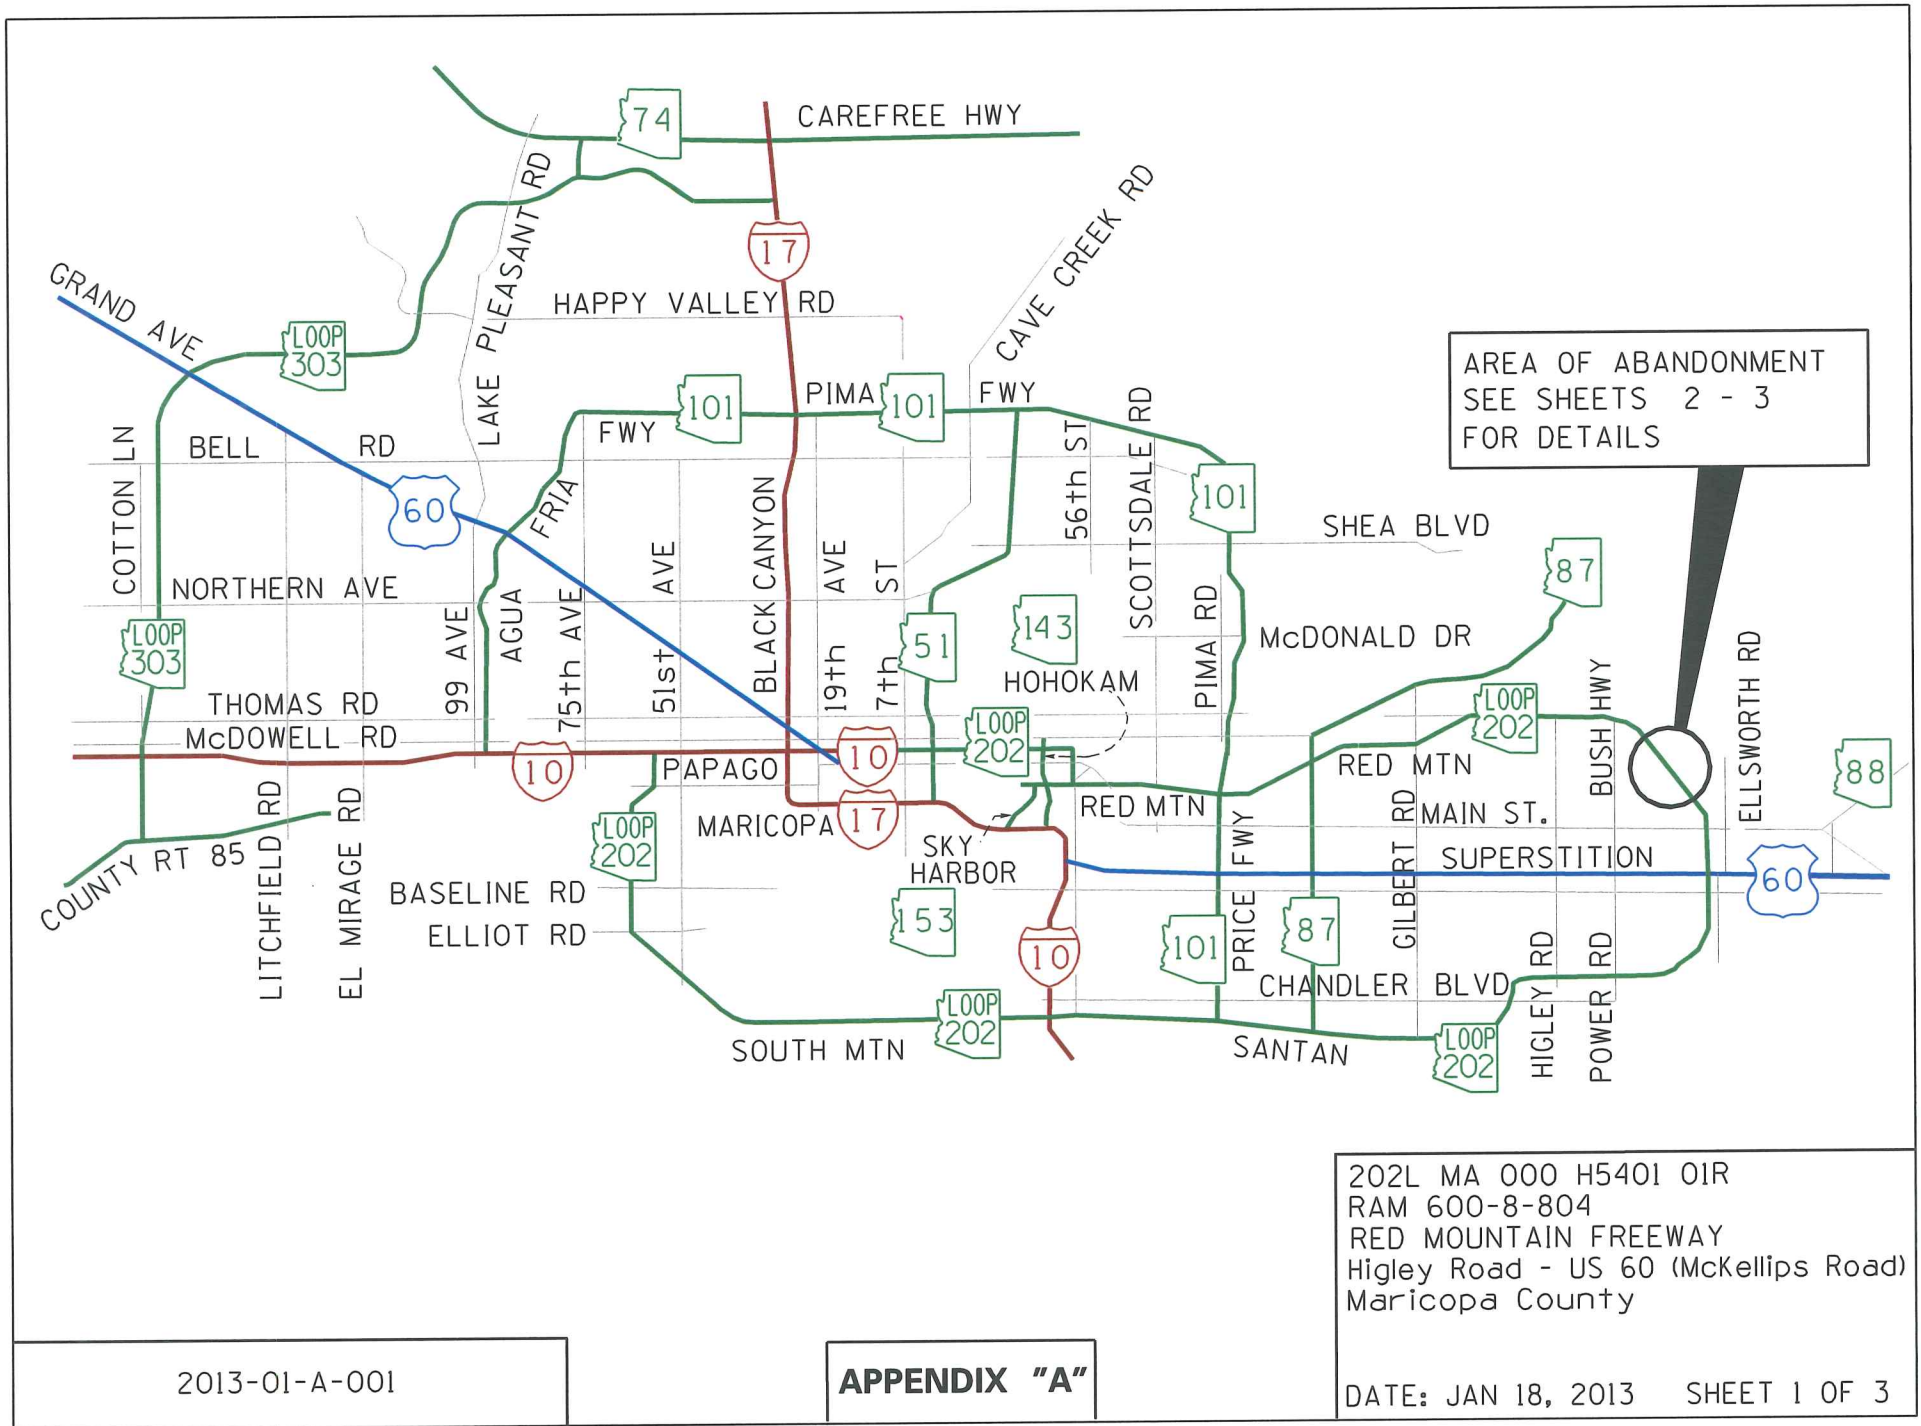 74
CAREFREE HWY
17
GRAND AVE
LAKE PLEASANT RD
HAPPY VALLEY RD
CAVE CREEK RD
LOOP
303
101
PIMA
101
FWY
FWY
AREA OF ABANDONMENT
SEE SHEETS 2 - 3
FOR DETAILS
BELL RD
60
COTTON LN
AGUA
FRIA
BLACK CANYON
56th ST
SCOTTSDALE RD
101
SHEA BLVD
87
NORTHERN AVE
LOOP
303
99 AVE
75th AVE
51st AVE
19th AVE
7th ST
51
143
HOHOKAM
PIMA RD
McDONALD DR
BUSH HWY
ELLSWORTH RD
THOMAS RD
McDOWELL RD
10
PAPAGO
10
LOOP
202
LOOP
202
RED MTN
88
RED MTN
MAIN ST.
MARICOPA
17
LOOP
202
SKY
HARBOR
SUPERSTITION
60
COUNTY RT 85
LITCHFIELD RD
EL MIRAGE RD
BASELINE RD
ELLIOT RD
153
10
101
PRICE FWY
87
GILBERT RD
CHANDLER BLVD
HIGLEY RD
POWER RD
SOUTH MTN
LOOP
202
SANTAN
LOOP
202
202L MA 000 H5401 01R
RAM 600-8-804
RED MOUNTAIN FREEWAY
Higley Road - US 60 (McKellips Road)
Maricopa County
DATE: JAN 18, 2013 SHEET 1 OF 3
2013-01-A-001
APPENDIX "A"